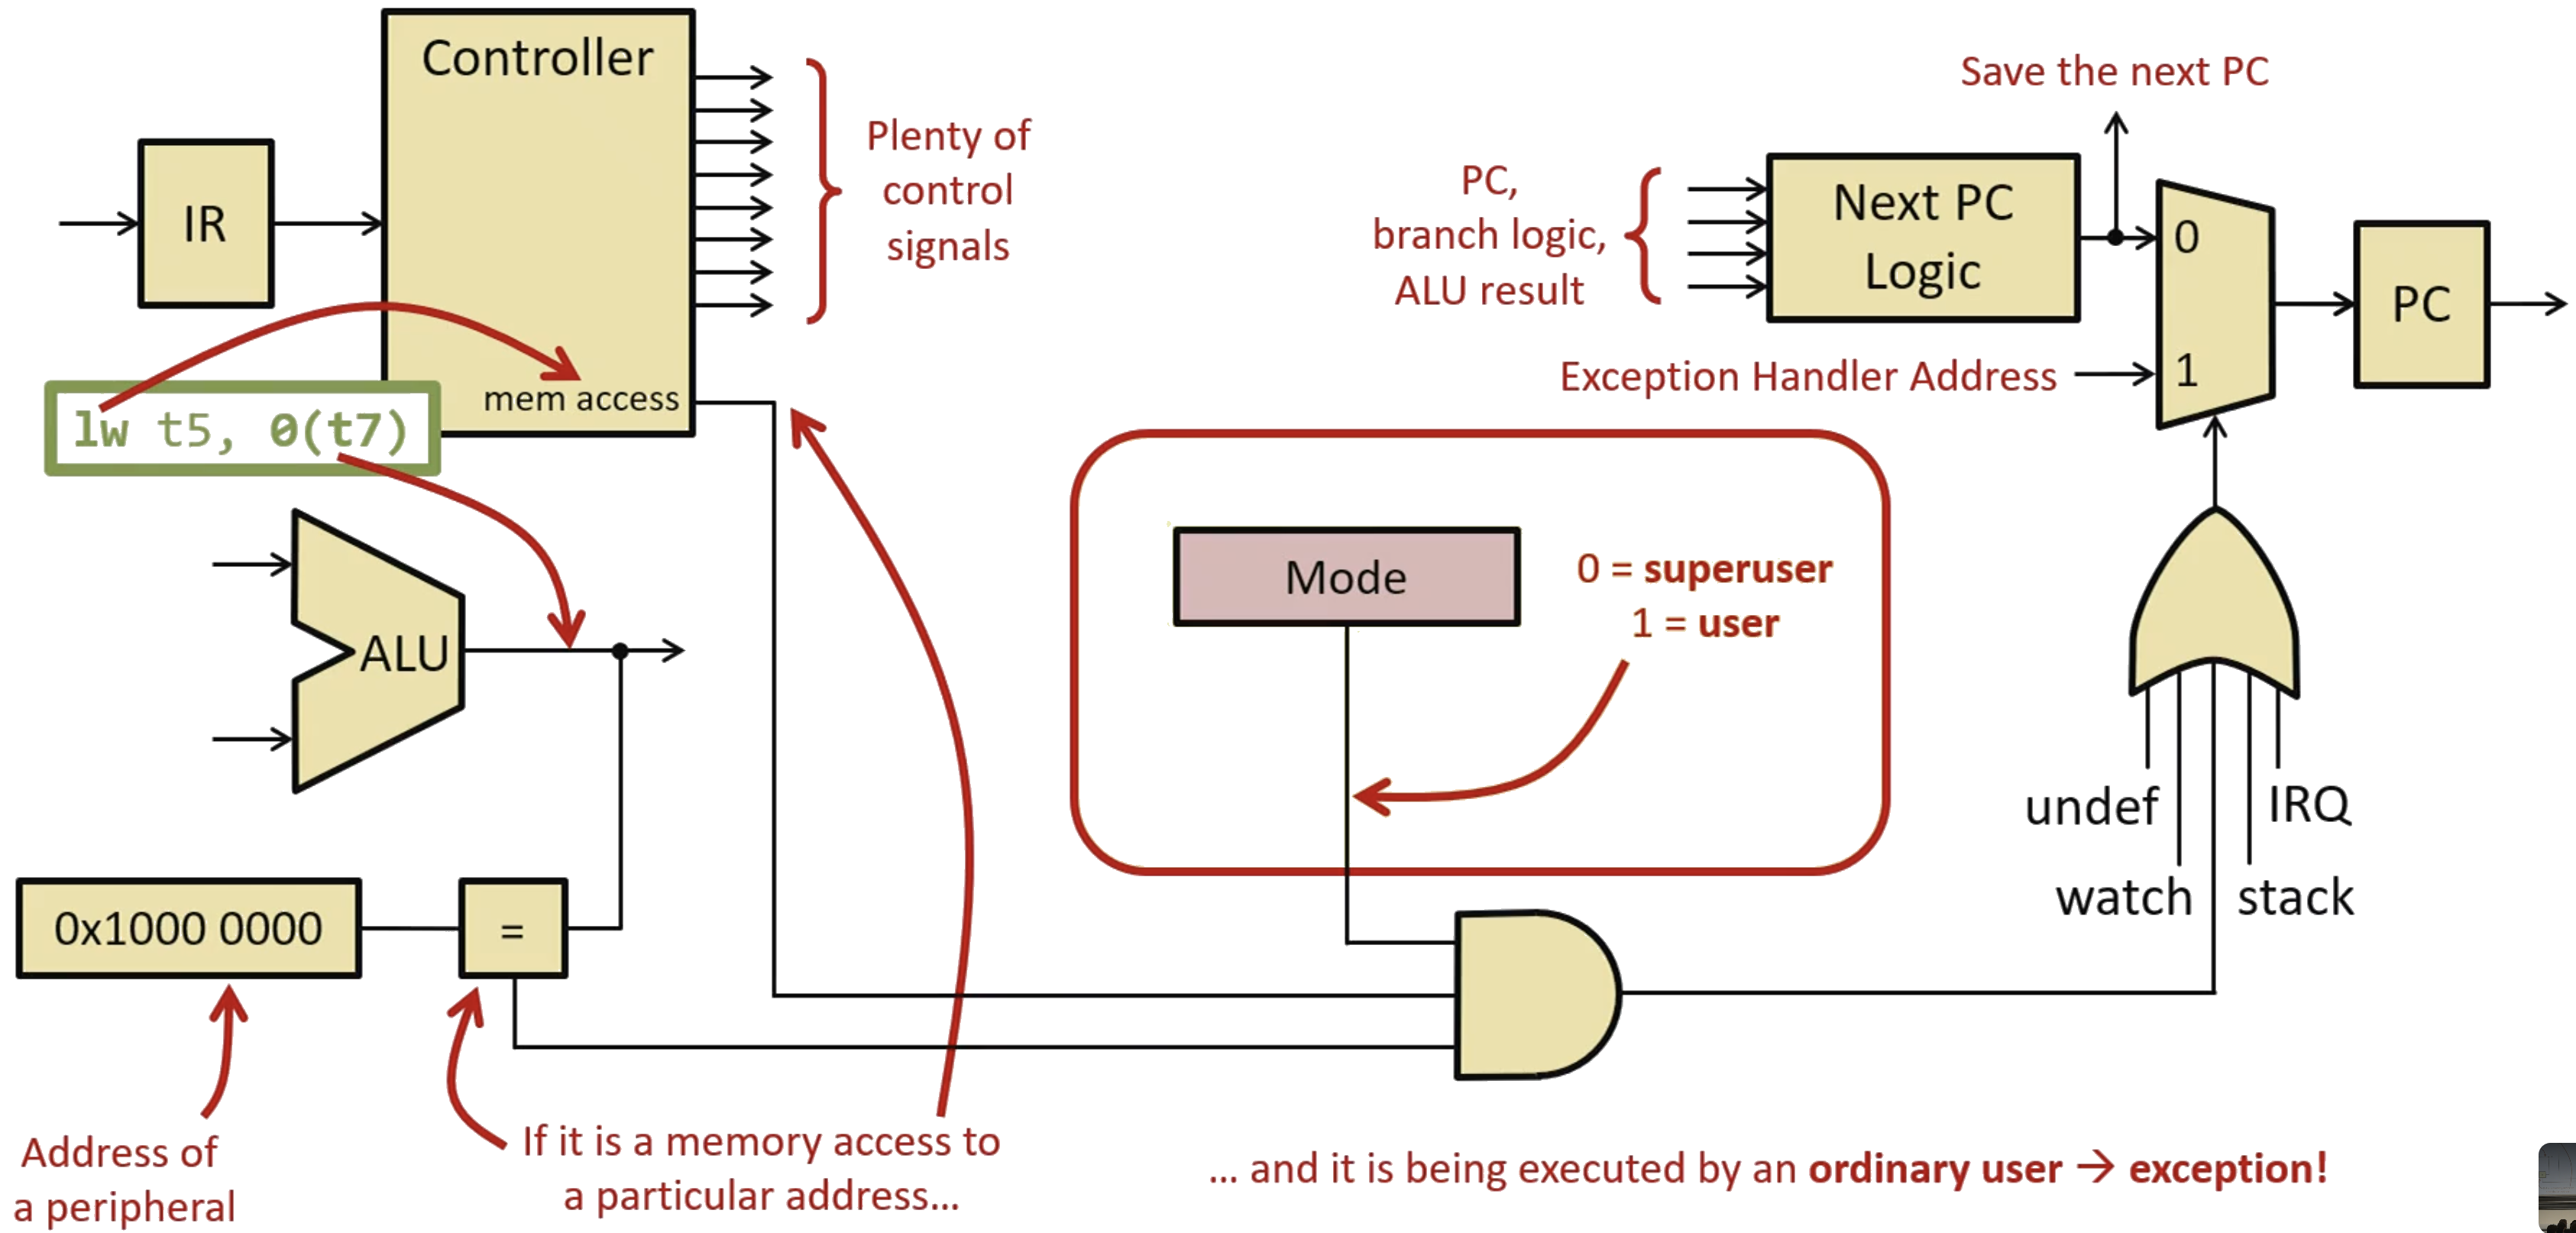 Controller
Save the next PC
Plenty of
control
signals
IR
PC,
branch logic,
ALU result
Next PC
Logic
0
PC
1
Exception Handler Address
mem access
lw t5, 0(t7)
Mode
0 = superuser
1 = user
ALU
undef
IRQ
watch
stack
0x1000 0000
=
Address of
a peripheral
If it is a memory access to
a particular address...
... and it is being executed by an ordinary user → exception!